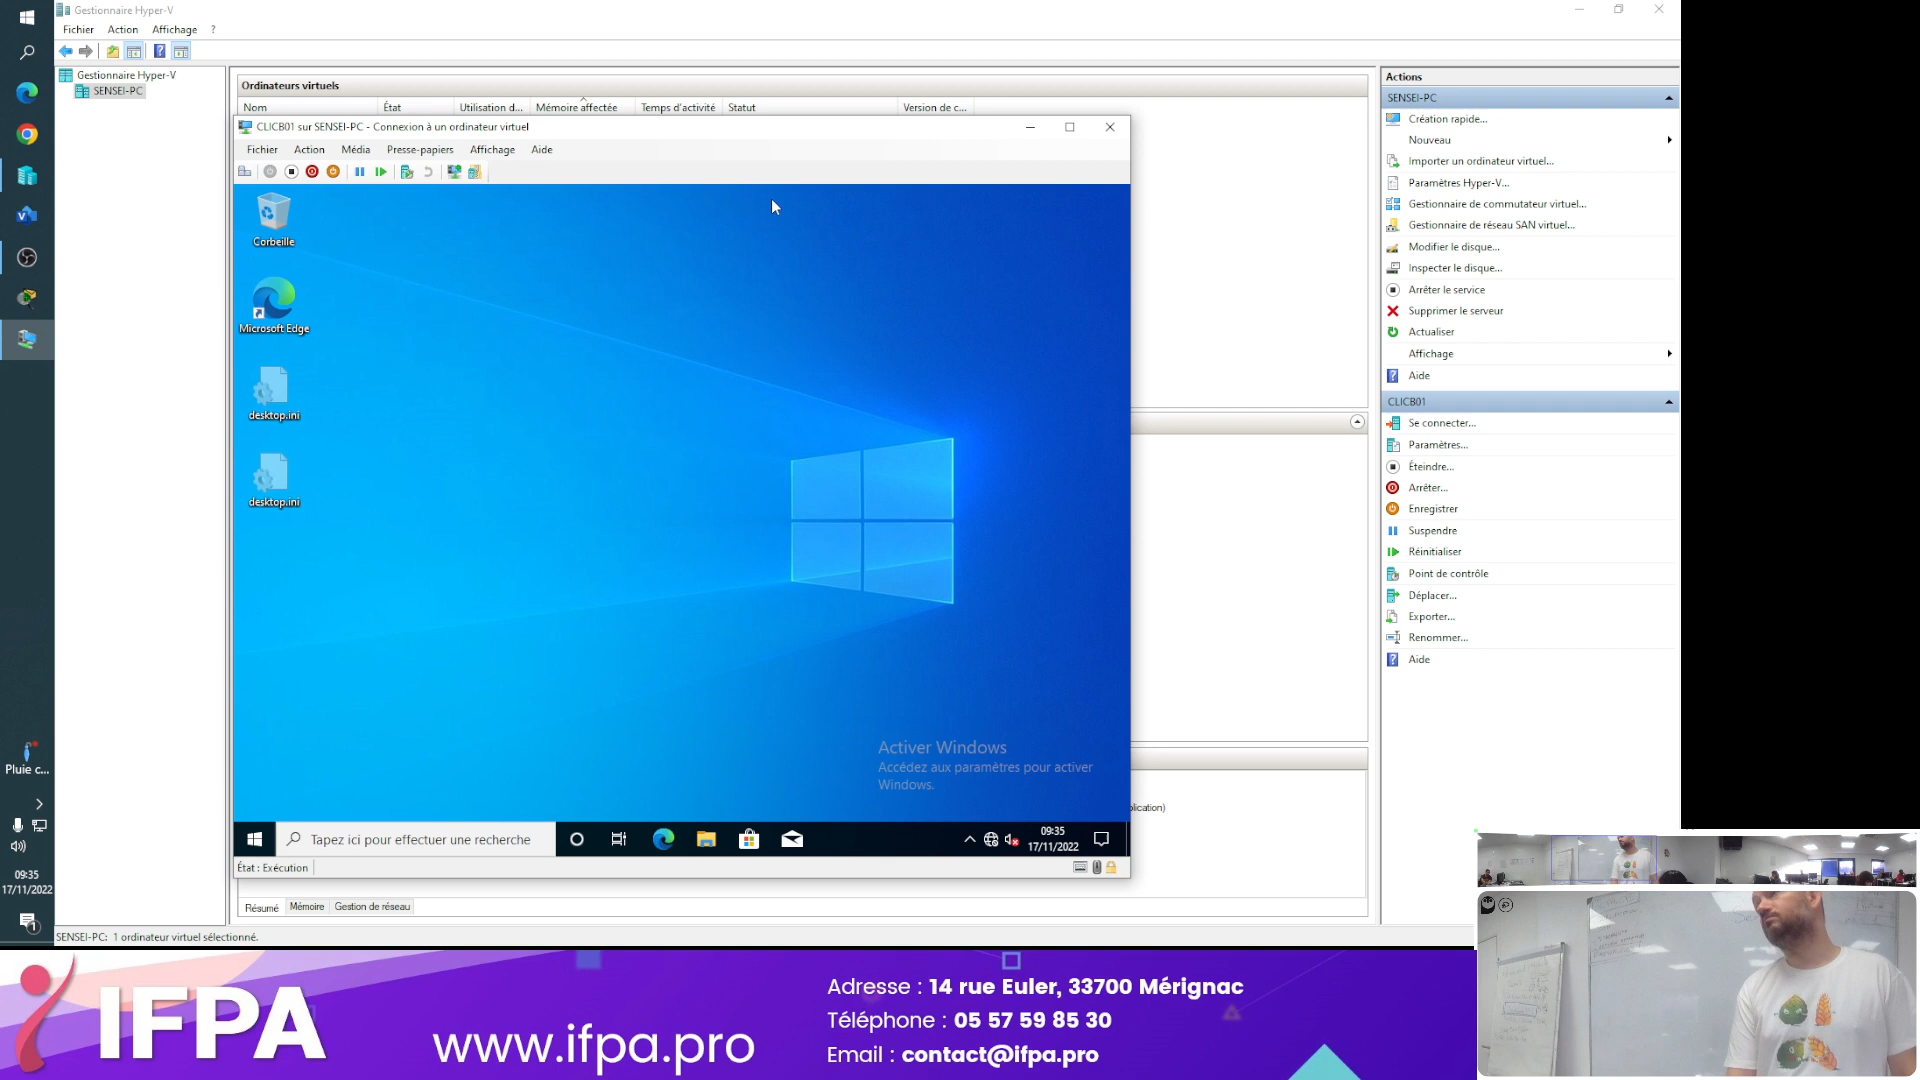 Gestionnaire Hyper-V
Fichier Action Affichage ?
Gestionnaire Hyper-V
SENSEI-PC
Ordinateurs virtuels
Nom État Utilisation d... Mémoire affectée Temps d'activité Statut Version de c...
CLICB01 sur SENSEI-PC - Connexion à un ordinateur virtuel
Fichier Action Média Presse-papiers Affichage Aide
Corbeille
Microsoft Edge
desktop.ini
desktop.ini
Activer Windows
Accédez aux paramètres pour activer
Windows.
Tapez ici pour effectuer une recherche
09:35
17/11/2022
État : Exécution
Résumé Mémoire Gestion de réseau
SENSEI-PC: 1 ordinateur virtuel sélectionné.
Actions
SENSEI-PC
Création rapide...
Nouveau
Importer un ordinateur virtuel...
Paramètres Hyper-V...
Gestionnaire de commutateur virtuel...
Gestionnaire de réseau SAN virtuel...
Modifier le disque...
Inspecter le disque...
Arrêter le service
Supprimer le serveur
Actualiser
Affichage
Aide
CLICB01
Se connecter...
Paramètres...
Éteindre...
Arrêter...
Enregistrer
Suspendre
Réinitialiser
Point de contrôle
Déplacer...
Exporter...
Renommer...
Aide
Pluie c...
09:35
17/11/2022
1
IFPA
www.ifpa.pro
Adresse : 14 rue Euler, 33700 Mérignac
Téléphone : 05 57 59 85 30
Email : contact@ifpa.pro